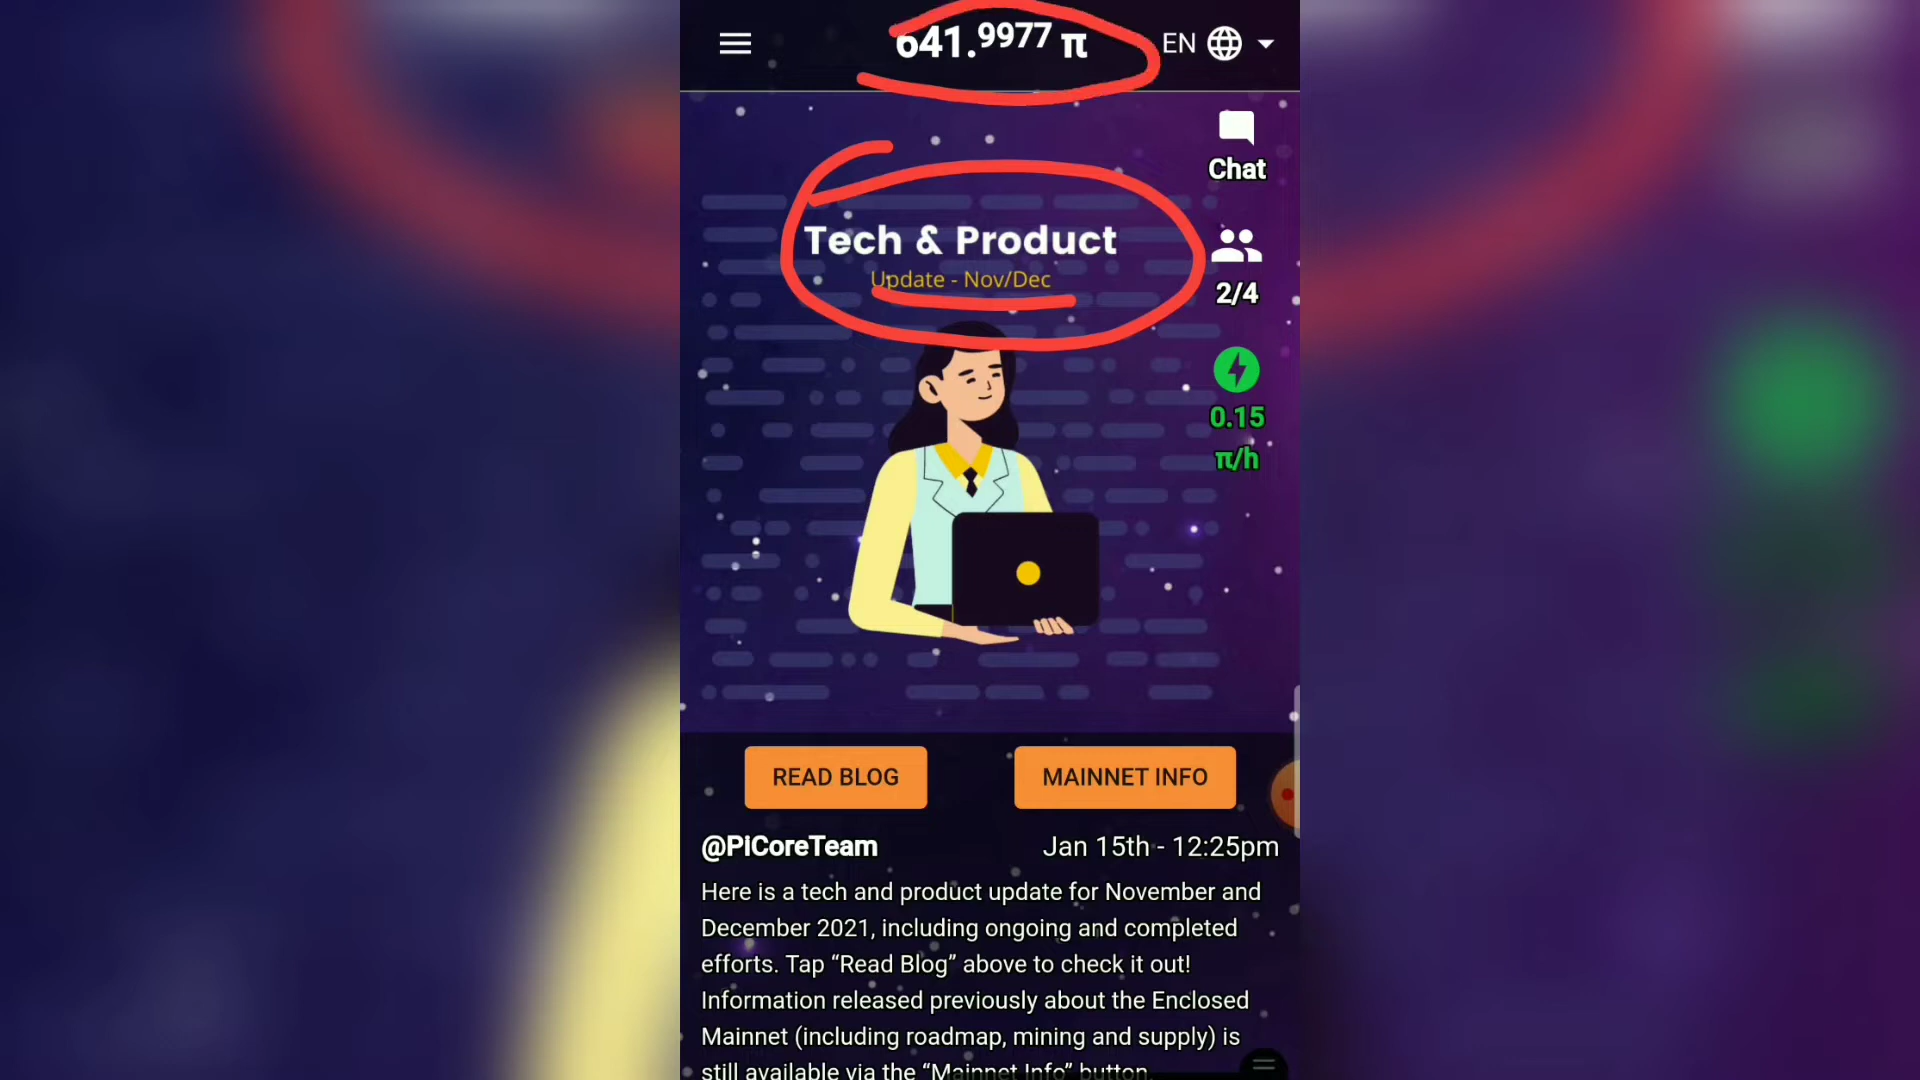 641.9977 π
EN
Chat
Tech & Product
Update - Nov/Dec
2/4
0.15
π/h
READ BLOG
MAINNET INFO
@PiCoreTeam
Jan 15th - 12:25pm
Here is a tech and product update for November and
December 2021, including ongoing and completed
efforts. Tap “Read Blog” above to check it out!
Information released previously about the Enclosed
Mainnet (including roadmap, mining and supply) is
still available via the “Mainnet Info” button.